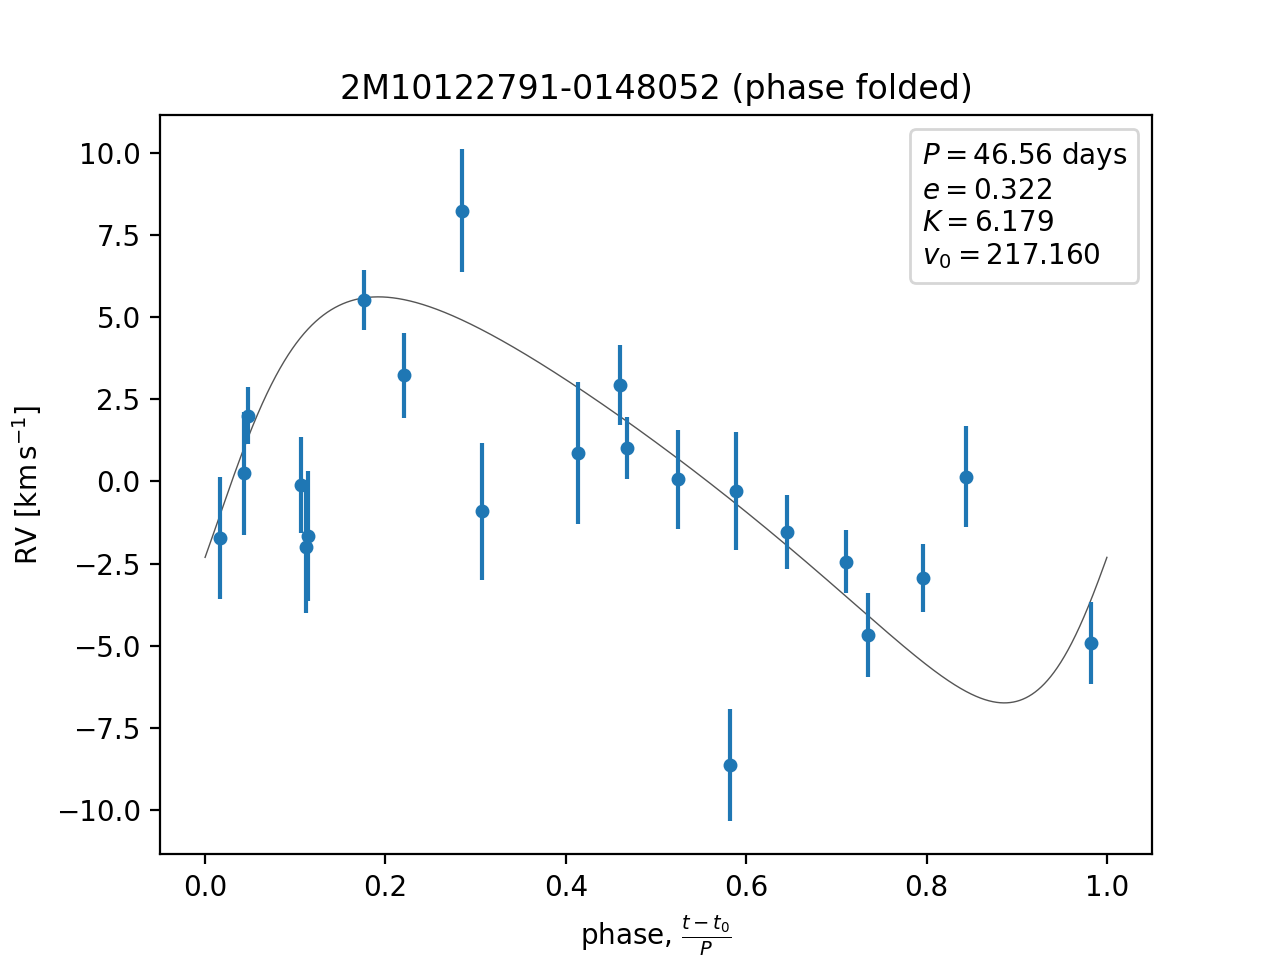 2M10122791-0148052 (phase folded)
P = 46.56 days
e = 0.322
K = 6.179
v₀ = 217.160
RV [km s⁻¹]
10.0
7.5
5.0
2.5
0.0
−2.5
−5.0
−7.5
−10.0
0.0 0.2 0.4 0.6 0.8 1.0
phase, (t − t₀)/P